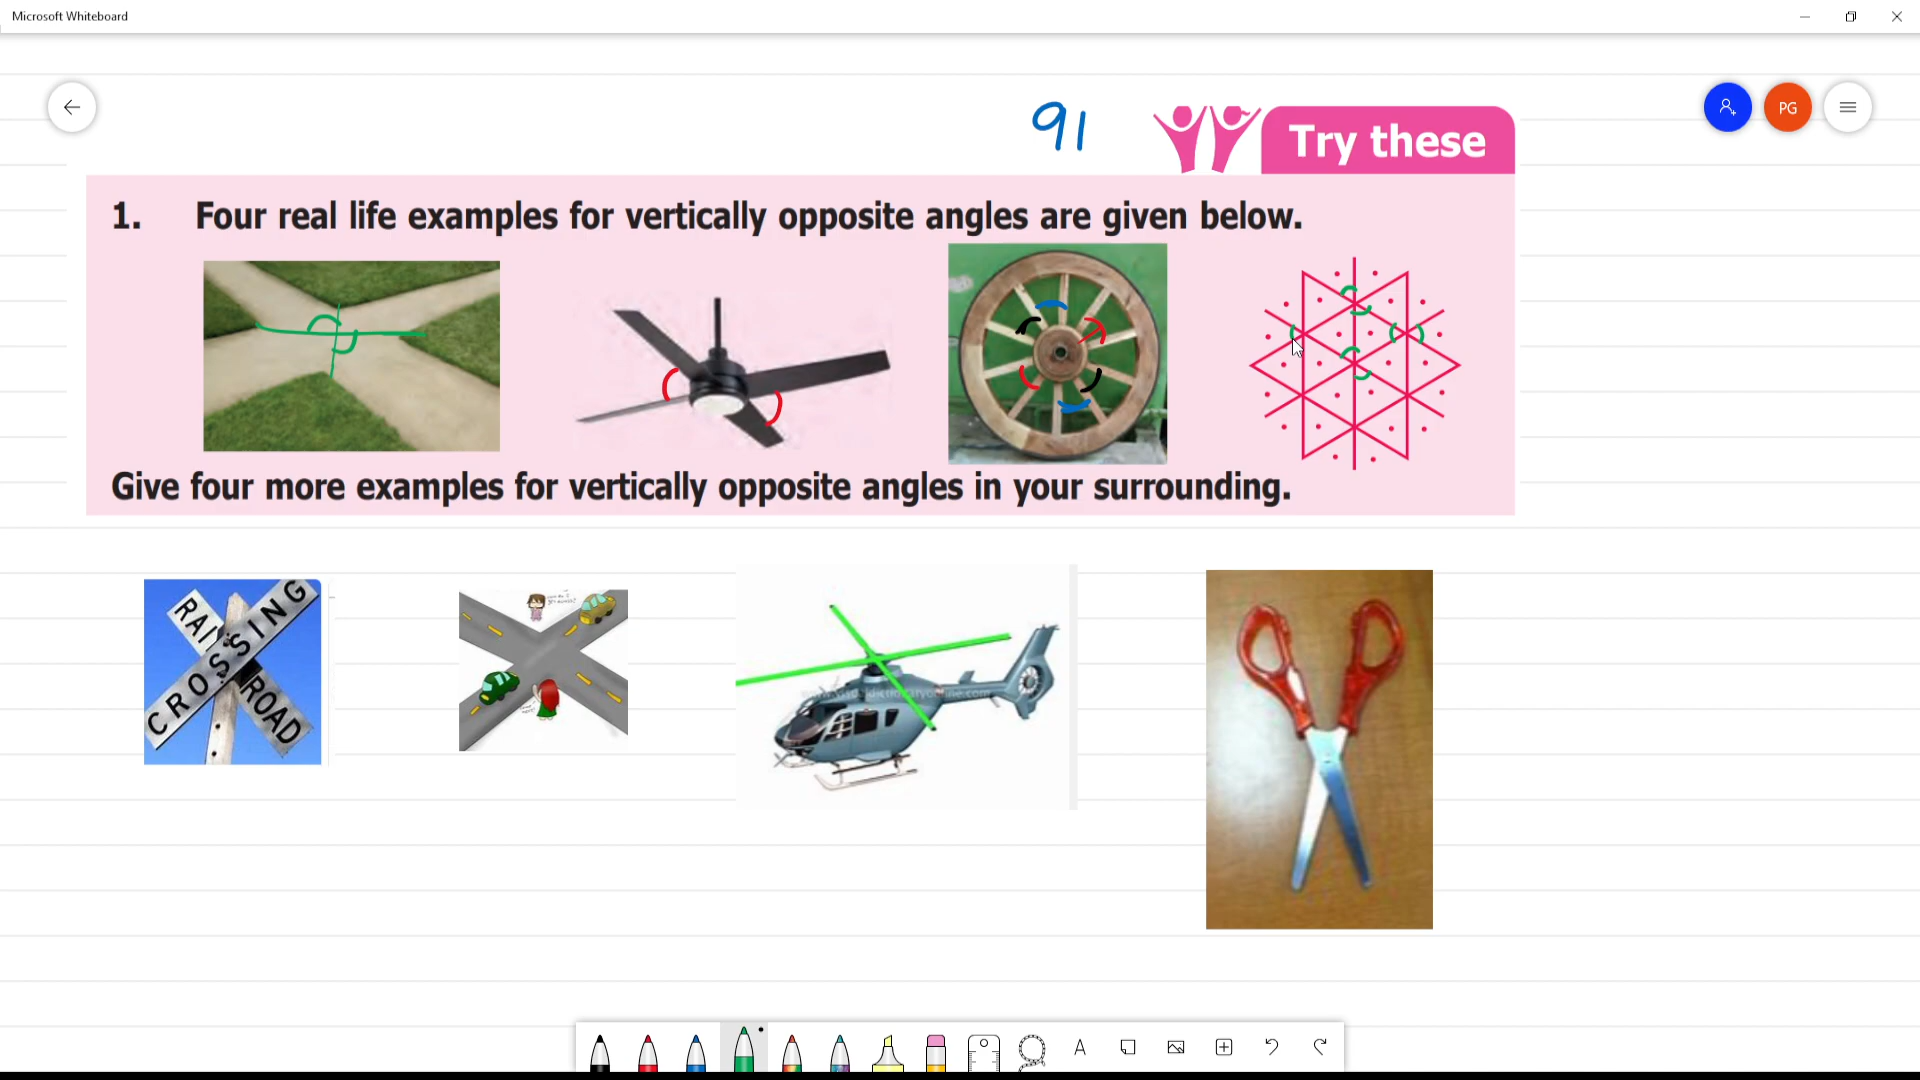 Microsoft Whiteboard
91
Try these
PG
1. Four real life examples for vertically opposite angles are given below.
Give four more examples for vertically opposite angles in your surrounding.
RAIL
CROSSING
ROAD
A